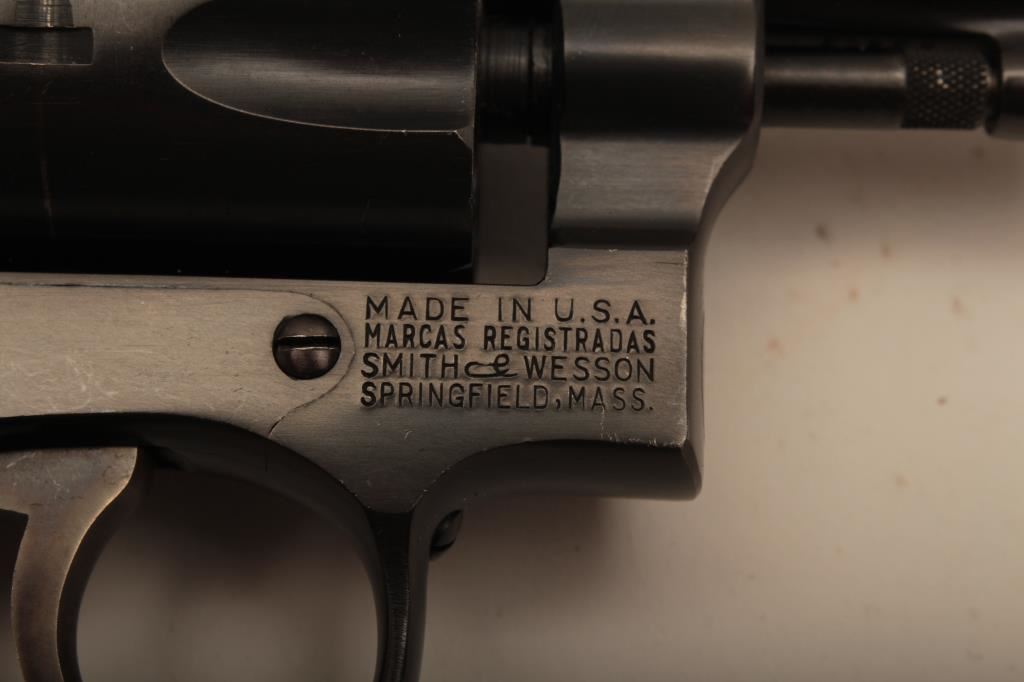 MADE IN U.S.A.
MARCAS REGISTRADAS
SMITH & WESSON
SPRINGFIELD, MASS.